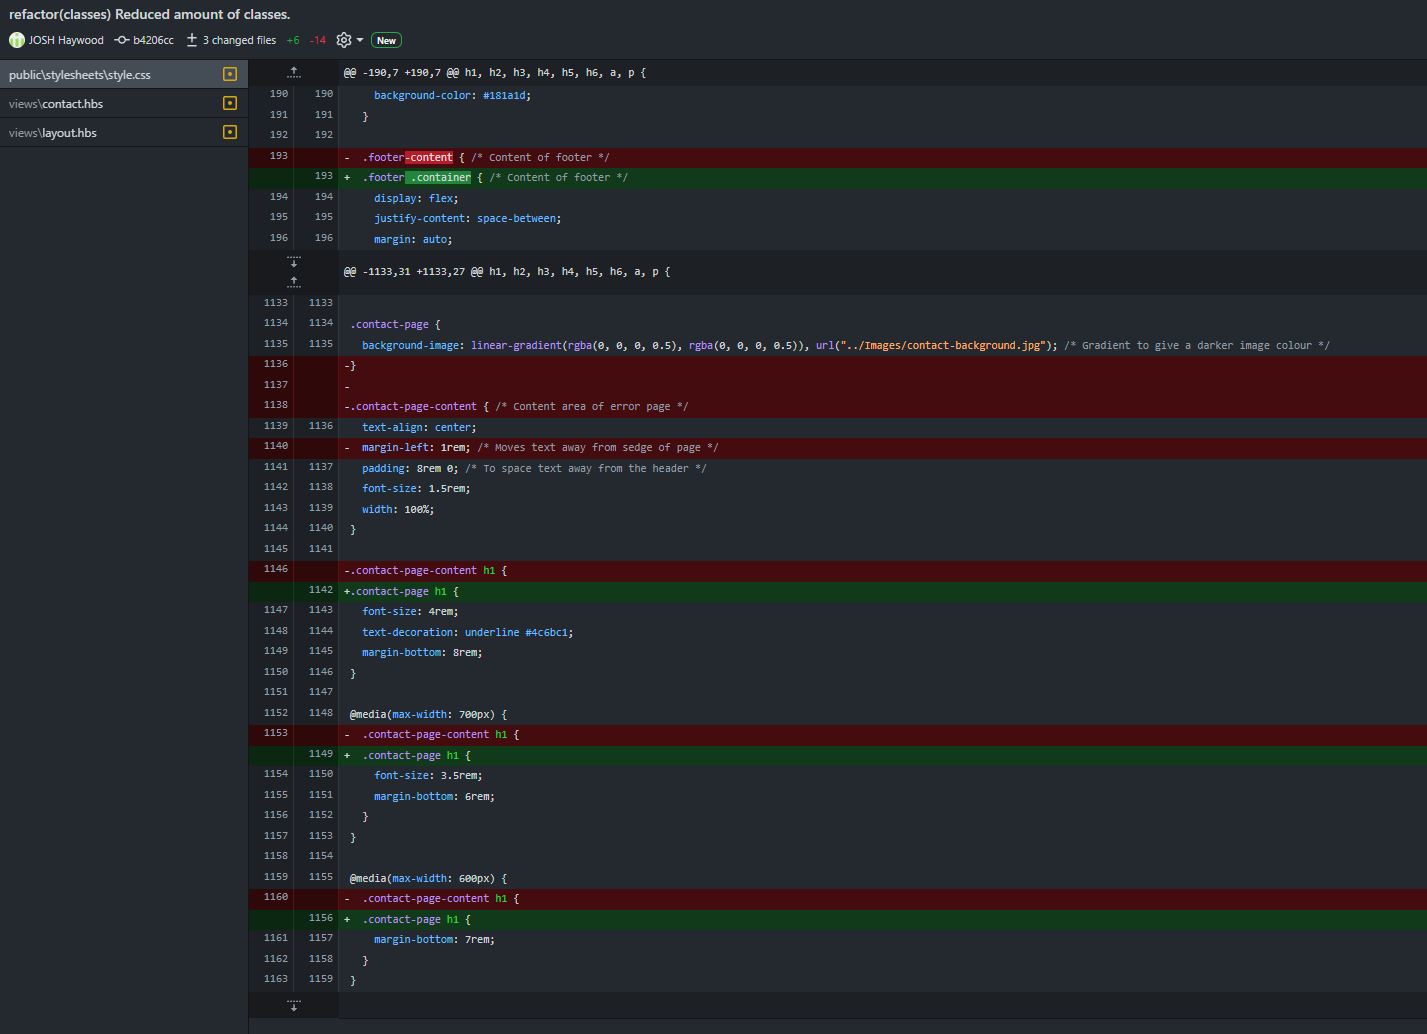 refactor(classes) Reduced amount of classes.
JOSH Haywood b4206cc 3 changed files +6 -14 New
public\stylesheets\style.css
views\contact.hbs
views\layout.hbs
@@ -190,7 +190,7 @@ h1, h2, h3, h4, h5, h6, a, p {
190 190     background-color: #181a1d;
191 191   }
192 192
193 -  .footer-content { /* Content of footer */
193 +  .footer .container { /* Content of footer */
194 194     display: flex;
195 195     justify-content: space-between;
196 196     margin: auto;
@@ -1133,31 +1133,27 @@ h1, h2, h3, h4, h5, h6, a, p {
1133 1133
1134 1134 .contact-page {
1135 1135   background-image: linear-gradient(rgba(0, 0, 0, 0.5), rgba(0, 0, 0, 0.5)), url("../Images/contact-background.jpg"); /* Gradient to give a darker image colour */
1136 -}
1137 -
1138 -.contact-page-content { /* Content area of error page */
1139 1136   text-align: center;
1140 -  margin-left: 1rem; /* Moves text away from sedge of page */
1141 1137   padding: 8rem 0; /* To space text away from the header */
1142 1138   font-size: 1.5rem;
1143 1139   width: 100%;
1144 1140 }
1145 1141
1146 -.contact-page-content h1 {
1142 +.contact-page h1 {
1147 1143   font-size: 4rem;
1148 1144   text-decoration: underline #4c6bc1;
1149 1145   margin-bottom: 8rem;
1150 1146 }
1151 1147
1152 1148 @media(max-width: 700px) {
1153 -  .contact-page-content h1 {
1149 +  .contact-page h1 {
1154 1150     font-size: 3.5rem;
1155 1151     margin-bottom: 6rem;
1156 1152   }
1157 1153 }
1158 1154
1159 1155 @media(max-width: 600px) {
1160 -  .contact-page-content h1 {
1156 +  .contact-page h1 {
1161 1157     margin-bottom: 7rem;
1162 1158   }
1163 1159 }